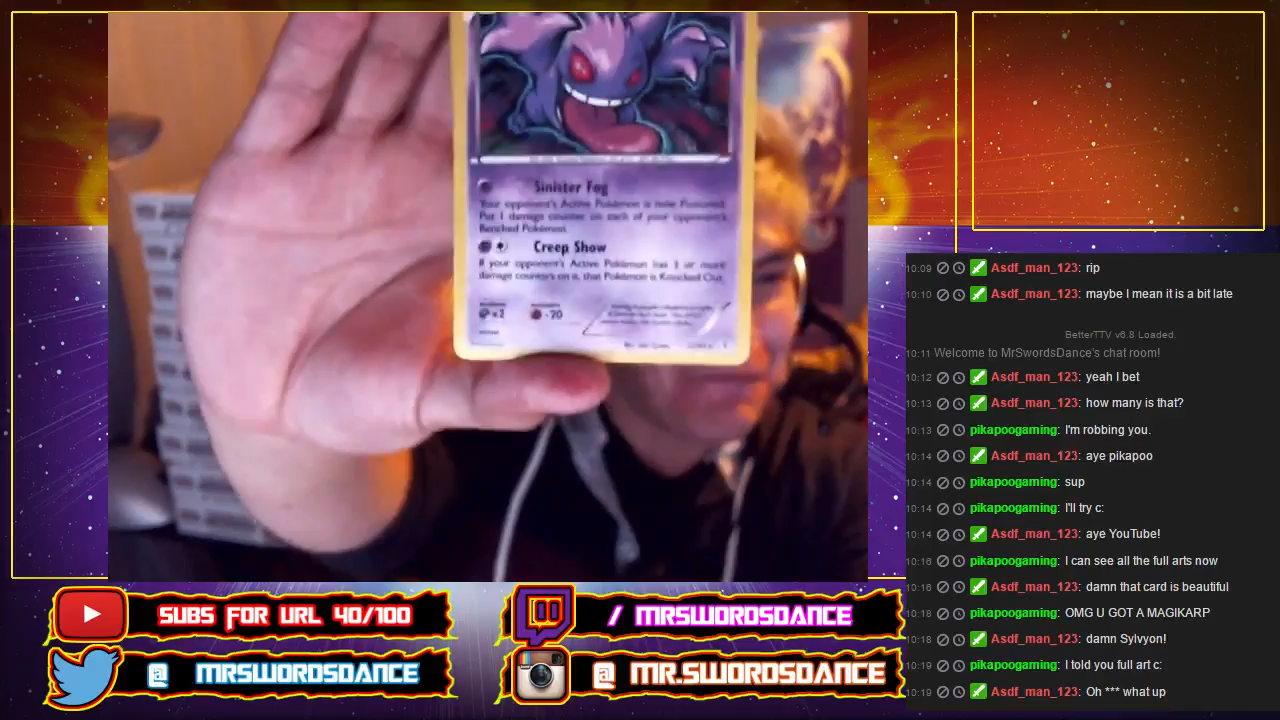 Sinister Fog
Your opponent's Active Pokémon is now Poisoned.
Put 1 damage counter on each of your opponent's
Benched Pokémon.
Creep Show
If your opponent's Active Pokémon has 3 or more
damage counters on it, that Pokémon is Knocked Out.
×2
-20
10:09 Asdf_man_123: rip
10:10 Asdf_man_123: maybe I mean it is a bit late
BetterTTV v6.8 Loaded.
10:11 Welcome to MrSwordsDance's chat room!
10:12 Asdf_man_123: yeah I bet
10:13 Asdf_man_123: how many is that?
10:13 pikapoogaming: I'm robbing you.
10:14 Asdf_man_123: aye pikapoo
10:14 pikapoogaming: sup
10:14 pikapoogaming: I'll try c:
10:14 Asdf_man_123: aye YouTube!
10:16 pikapoogaming: I can see all the full arts now
10:16 Asdf_man_123: damn that card is beautiful
10:18 pikapoogaming: OMG U GOT A MAGIKARP
10:18 Asdf_man_123: damn Sylvyon!
10:19 pikapoogaming: I told you full art c:
10:19 Asdf_man_123: Oh *** what up
SUBS FOR URL 40/100
/ MRSWORDSDANCE
@ MRSWORDSDANCE
@ MR.SWORDSDANCE